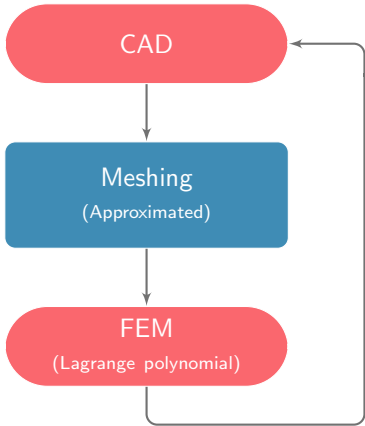 CAD
Meshing
(Approximated)
FEM
(Lagrange polynomial)